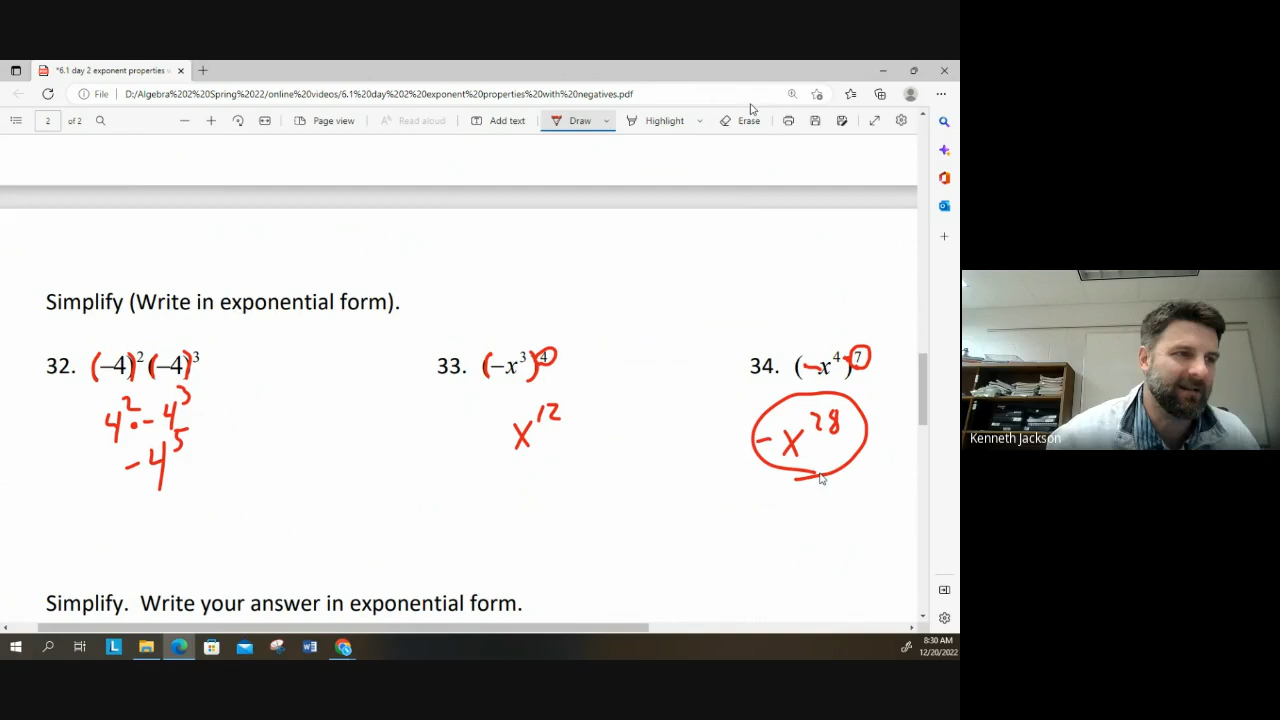 *6.1 day 2 exponent properties
File D:/Algebra%202%20Spring%2022/online%20videos/6.1%20day%202%20exponent%20properties%20with%20negatives.pdf
2 of 2 Page view Read aloud Add text Draw Highlight Erase
Simplify (Write in exponential form).
32. (−4)² (−4)³ 33. (−x³)⁴ 34. (−x⁴)⁷
4² · −4³
−4⁵ x¹² −x²⁸
Kenneth Jackson
Simplify. Write your answer in exponential form.
8:30 AM
12/20/2022